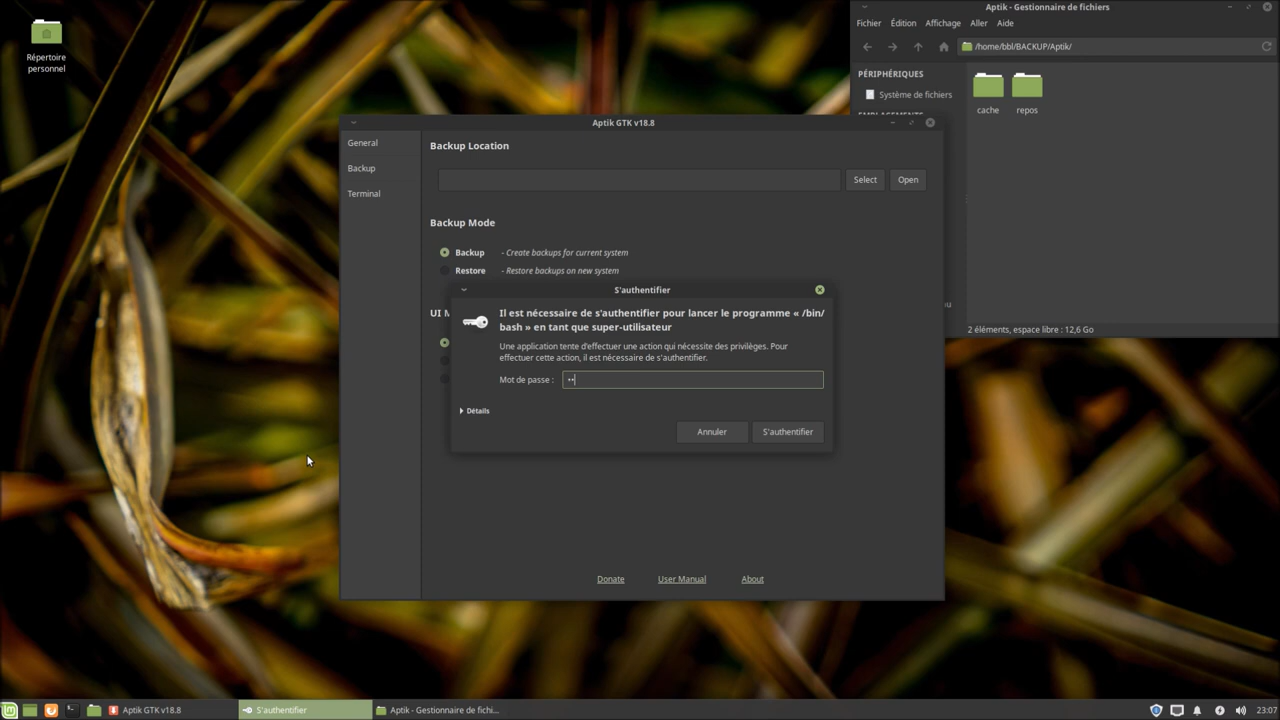 Répertoire
personnel
Aptik - Gestionnaire de fichiers
Fichier Édition Affichage Aller Aide
/home/bbl/BACKUP/Aptik/
PÉRIPHÉRIQUES
Système de fichiers
cache
repos
2 éléments, espace libre : 12,6 Go
Aptik GTK v18.8
General
Backup
Terminal
Backup Location
Select
Open
Backup Mode
Backup - Create backups for current system
Restore - Restore backups on new system
S'authentifier
Il est nécessaire de s'authentifier pour lancer le programme « /bin/
bash » en tant que super-utilisateur
Une application tente d'effectuer une action qui nécessite des privilèges. Pour
effectuer cette action, il est nécessaire de s'authentifier.
Mot de passe :
Détails
Annuler
S'authentifier
Donate
User Manual
About
Aptik GTK v18.8
S'authentifier
Aptik - Gestionnaire de fichi...
23:07